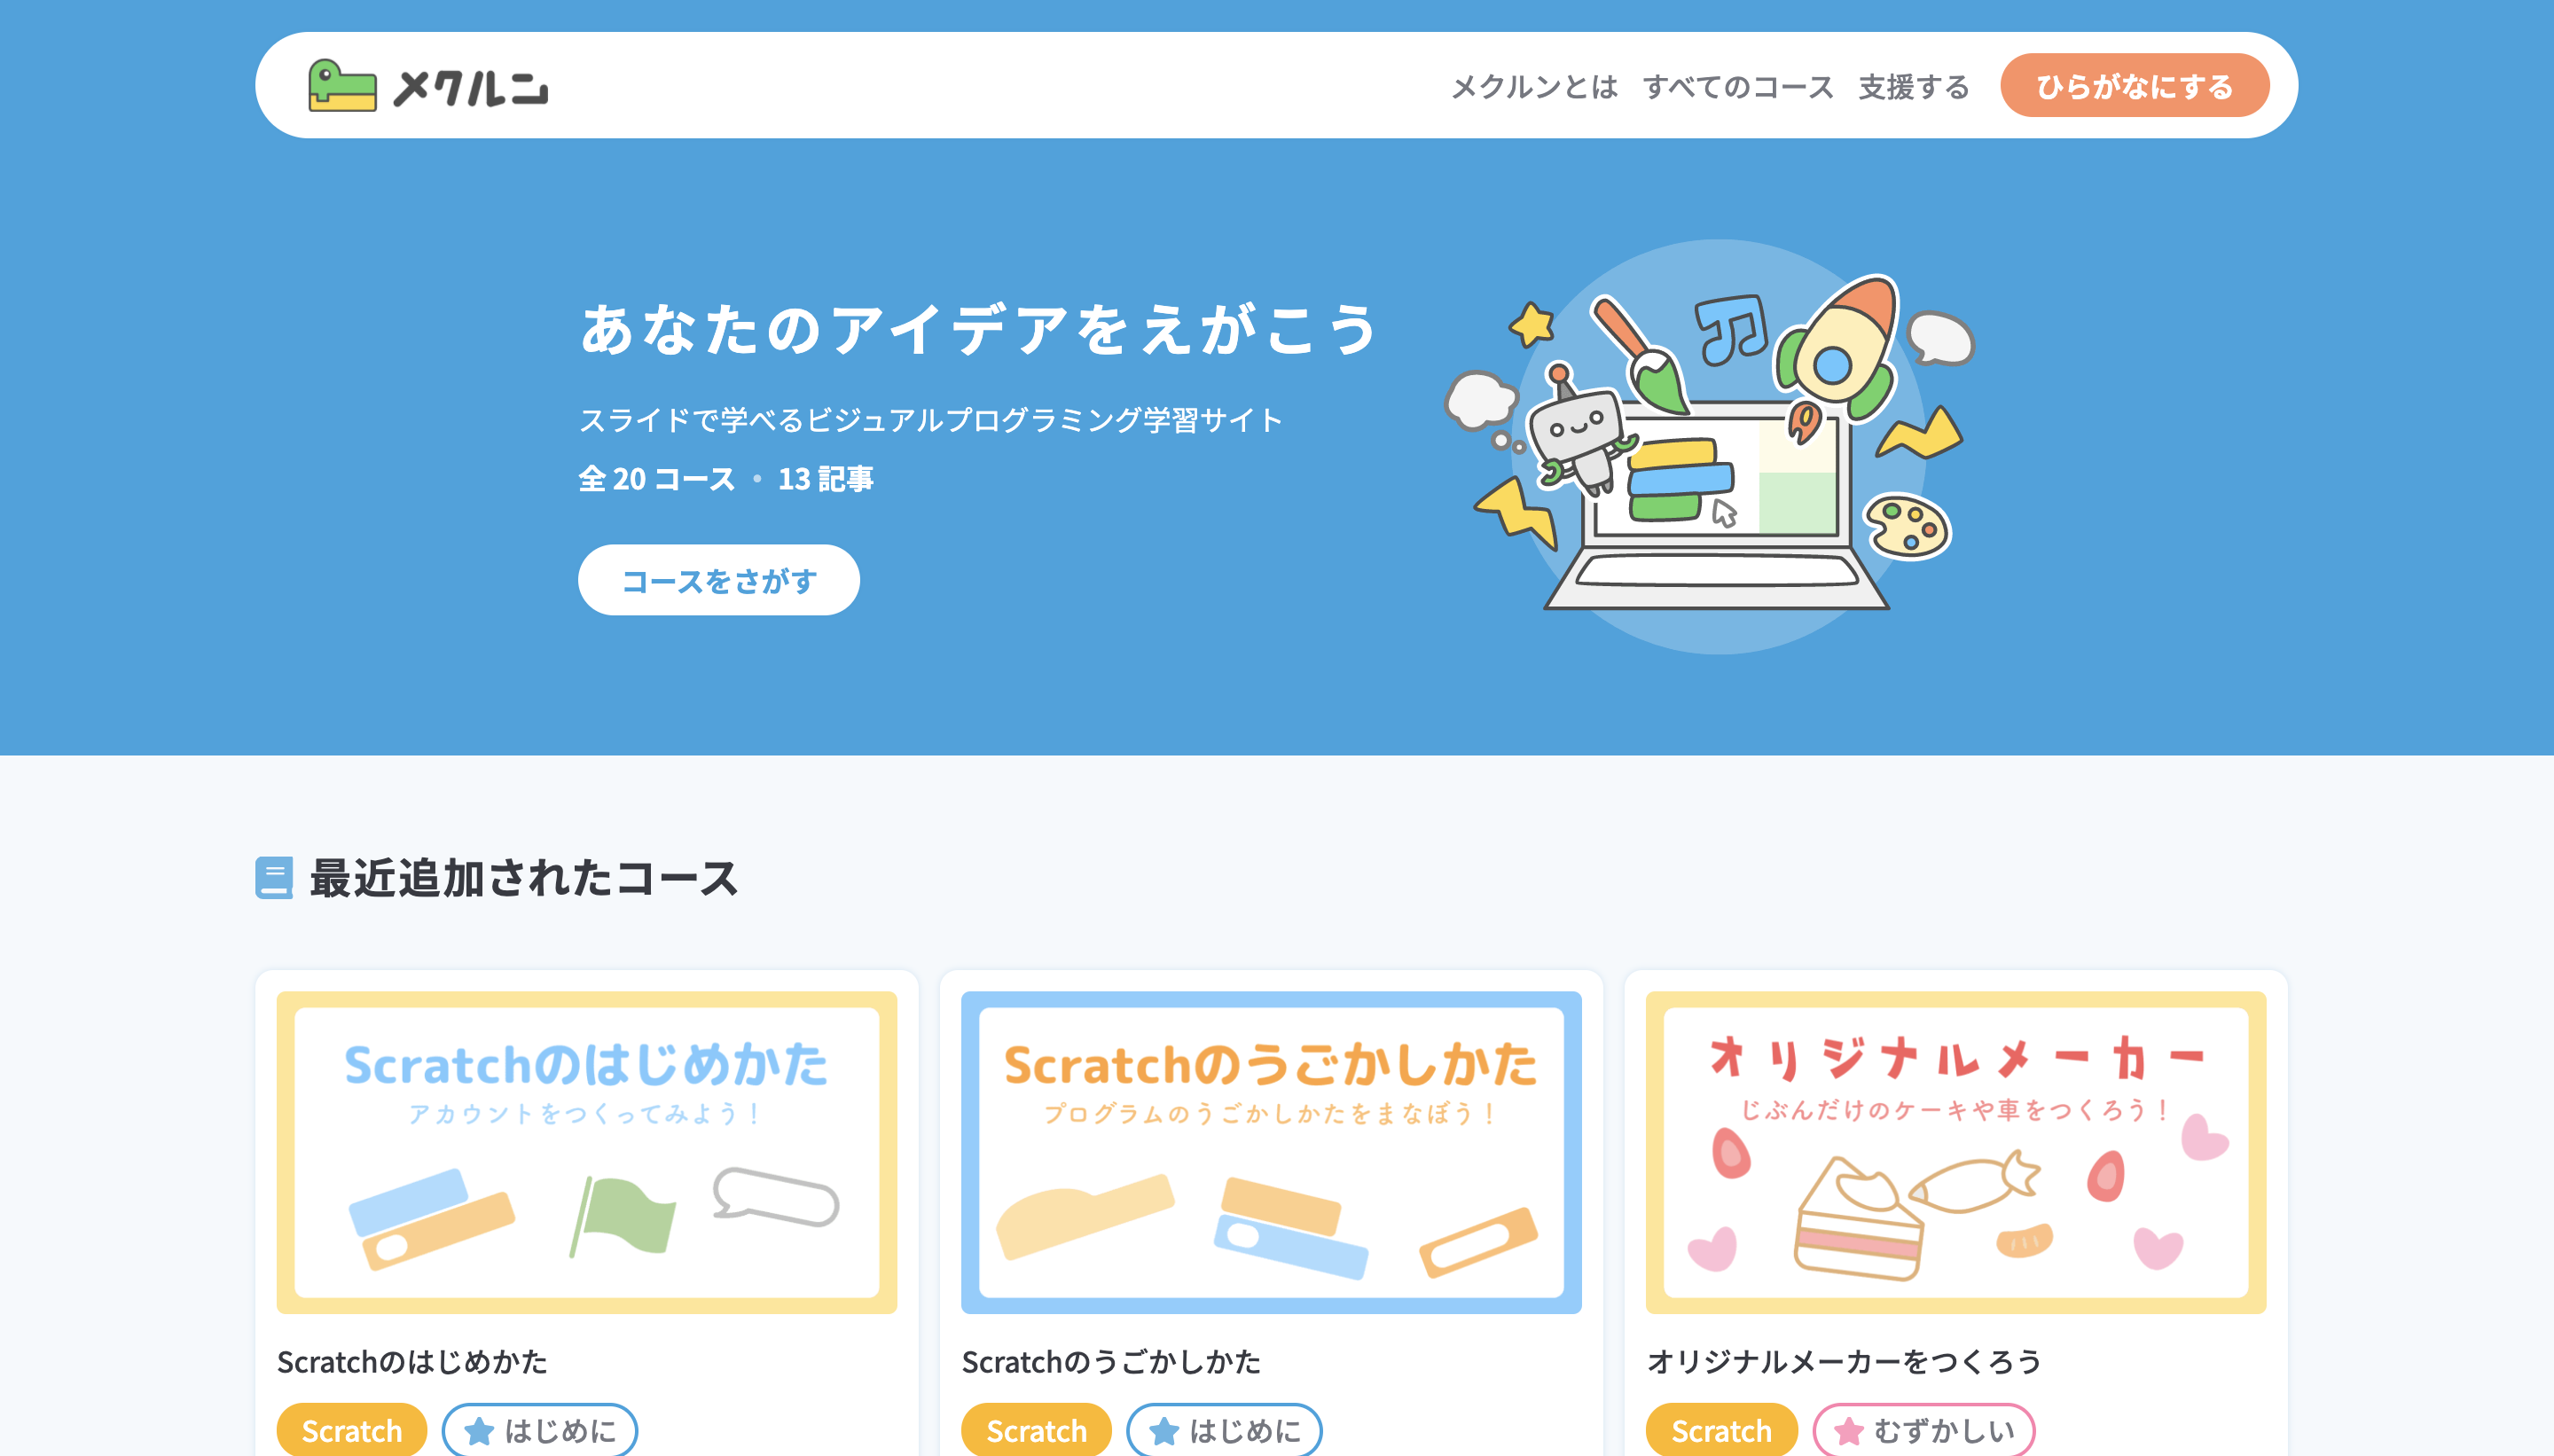 メクルン
メクルンとは すべてのコース 支援する ひらがなにする
あなたのアイデアをえがこう
スライドで学べるビジュアルプログラミング学習サイト
全 20 コース ・ 13 記事
コースをさがす
最近追加されたコース
Scratchのはじめかた
アカウントをつくってみよう！
Scratchのうごかしかた
プログラムのうごかしかたをまなぼう！
オリジナルメーカー
じぶんだけのケーキや車をつくろう！
Scratchのはじめかた
Scratch はじめに
Scratchのうごかしかた
Scratch はじめに
オリジナルメーカーをつくろう
Scratch むずかしい